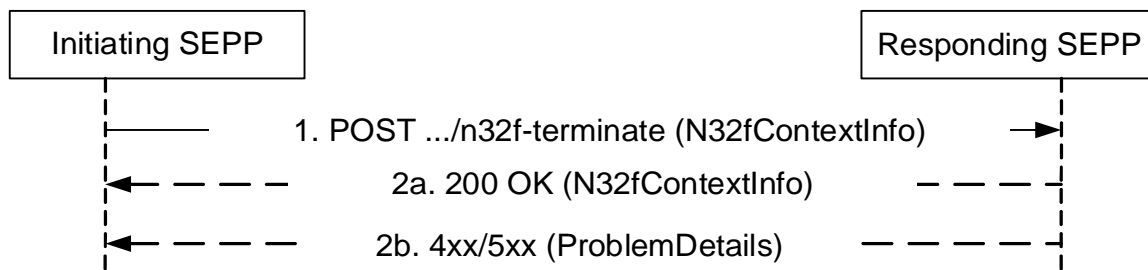 Initiating SEPP
Responding SEPP
1. POST .../n32f-terminate (N32fContextInfo)
2a. 200 OK (N32fContextInfo)
2b. 4xx/5xx (ProblemDetails)